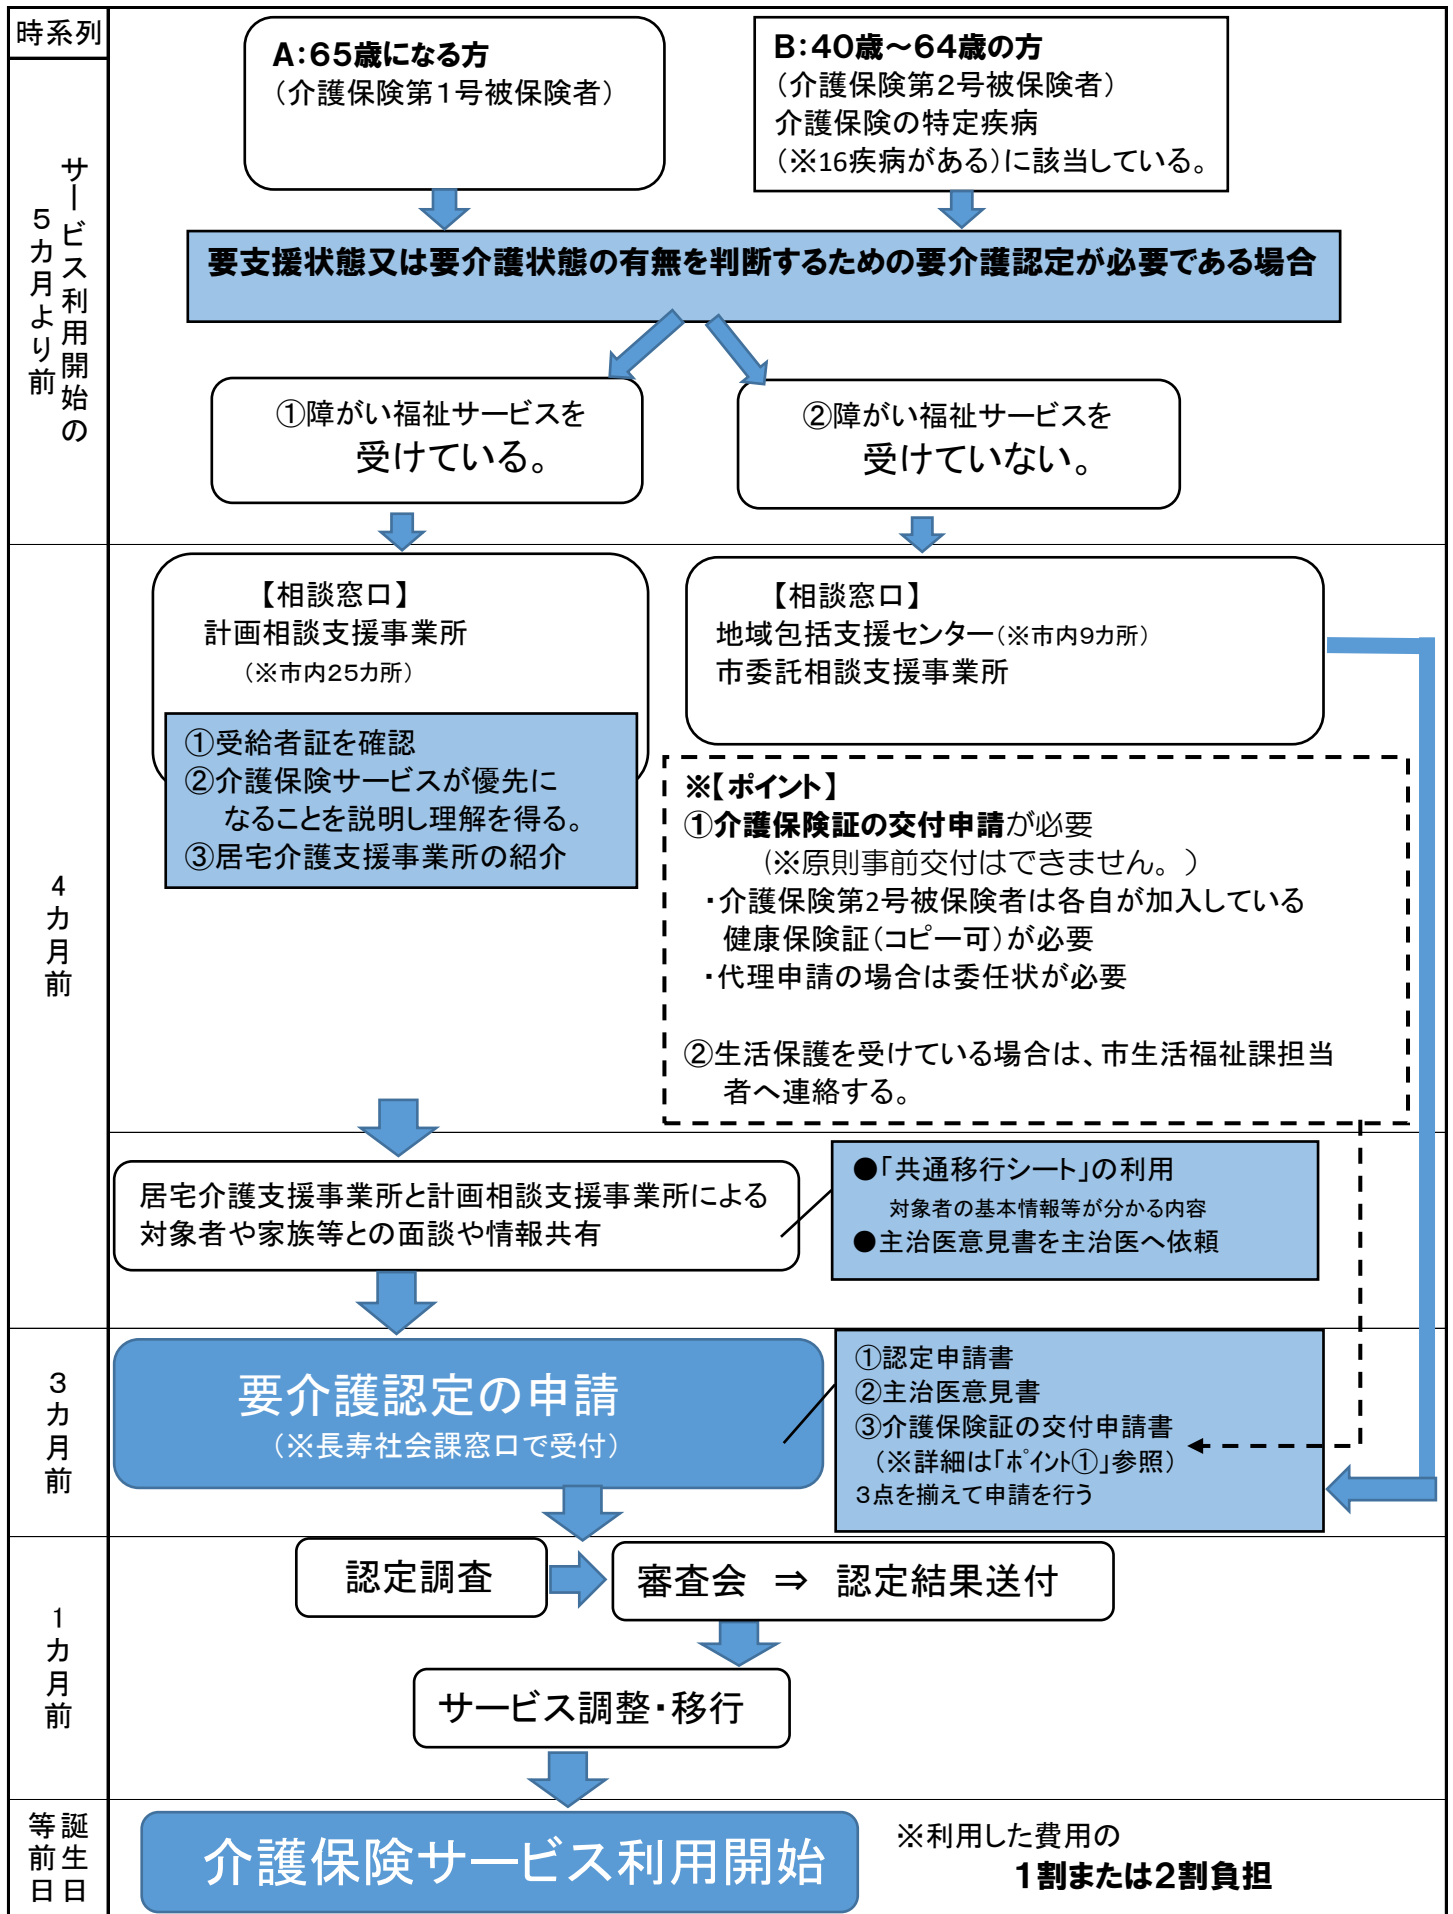 時系列
A:65歳になる方
(介護保険第1号被保険者)
B:40歳～64歳の方
(介護保険第2号被保険者)
介護保険の特定疾病
(※16疾病がある)に該当している。
サービス利用開始の
5カ月より前
要支援状態又は要介護状態の有無を判断するための要介護認定が必要である場合
①障がい福祉サービスを
受けている。
②障がい福祉サービスを
受けていない。
4カ月前
【相談窓口】
計画相談支援事業所
(※市内25カ所)
①受給者証を確認
②介護保険サービスが優先に
なることを説明し理解を得る。
③居宅介護支援事業所の紹介
【相談窓口】
地域包括支援センター(※市内9カ所)
市委託相談支援事業所
※【ポイント】
①介護保険証の交付申請が必要
(※原則事前交付はできません。)
・介護保険第2号被保険者は各自が加入している
健康保険証(コピー可)が必要
・代理申請の場合は委任状が必要
②生活保護を受けている場合は、市生活福祉課担当
者へ連絡する。
居宅介護支援事業所と計画相談支援事業所による
対象者や家族等との面談や情報共有
●「共通移行シート」の利用
対象者の基本情報等が分かる内容
●主治医意見書を主治医へ依頼
3カ月前
要介護認定の申請
(※長寿社会課窓口で受付)
①認定申請書
②主治医意見書
③介護保険証の交付申請書
(※詳細は「ポイント①」参照)
3点を揃えて申請を行う
1カ月前
認定調査
審査会 ⇒ 認定結果送付
サービス調整・移行
誕生日
等前日
介護保険サービス利用開始
※利用した費用の
1割または2割負担